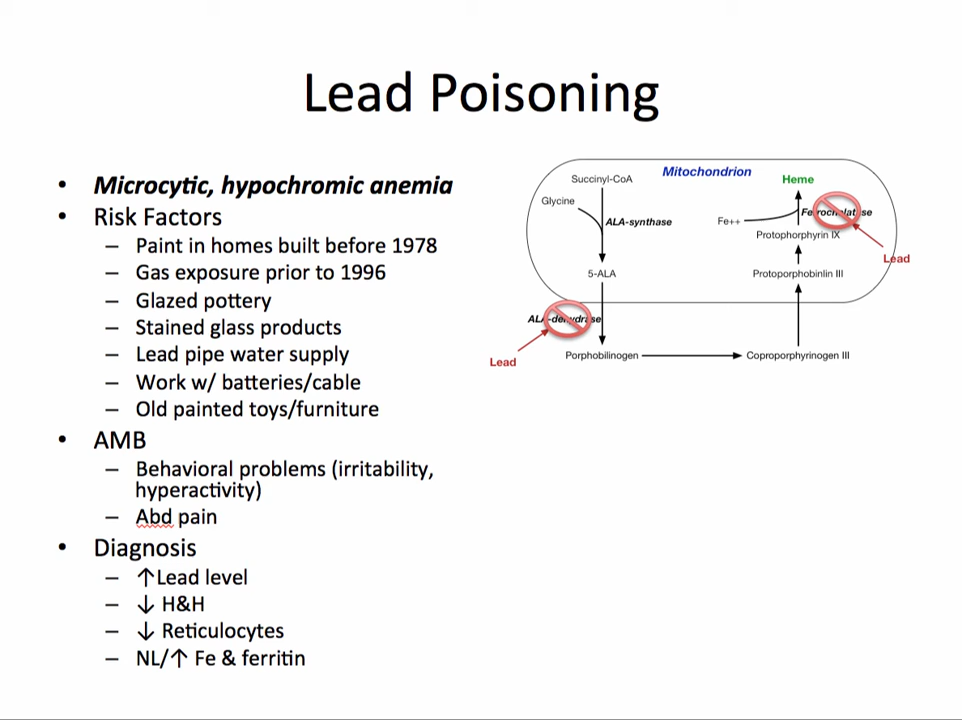 Lead Poisoning
• Microcytic, hypochromic anemia
• Risk Factors
– Paint in homes built before 1978
– Gas exposure prior to 1996
– Glazed pottery
– Stained glass products
– Lead pipe water supply
– Work w/ batteries/cable
– Old painted toys/furniture
• AMB
– Behavioral problems (irritability,
hyperactivity)
– Abd pain
• Diagnosis
– ↑Lead level
– ↓ H&H
– ↓ Reticulocytes
– NL/↑ Fe & ferritin
Mitochondrion
Succinyl-CoA
Glycine
ALA-synthase
5-ALA
ALA-dehydrase
Lead
Porphobilinogen
Coproporphyrinogen III
Protoporphobinlin III
Protophorphyrin IX
Fe++
Ferrochelatase
Lead
Heme